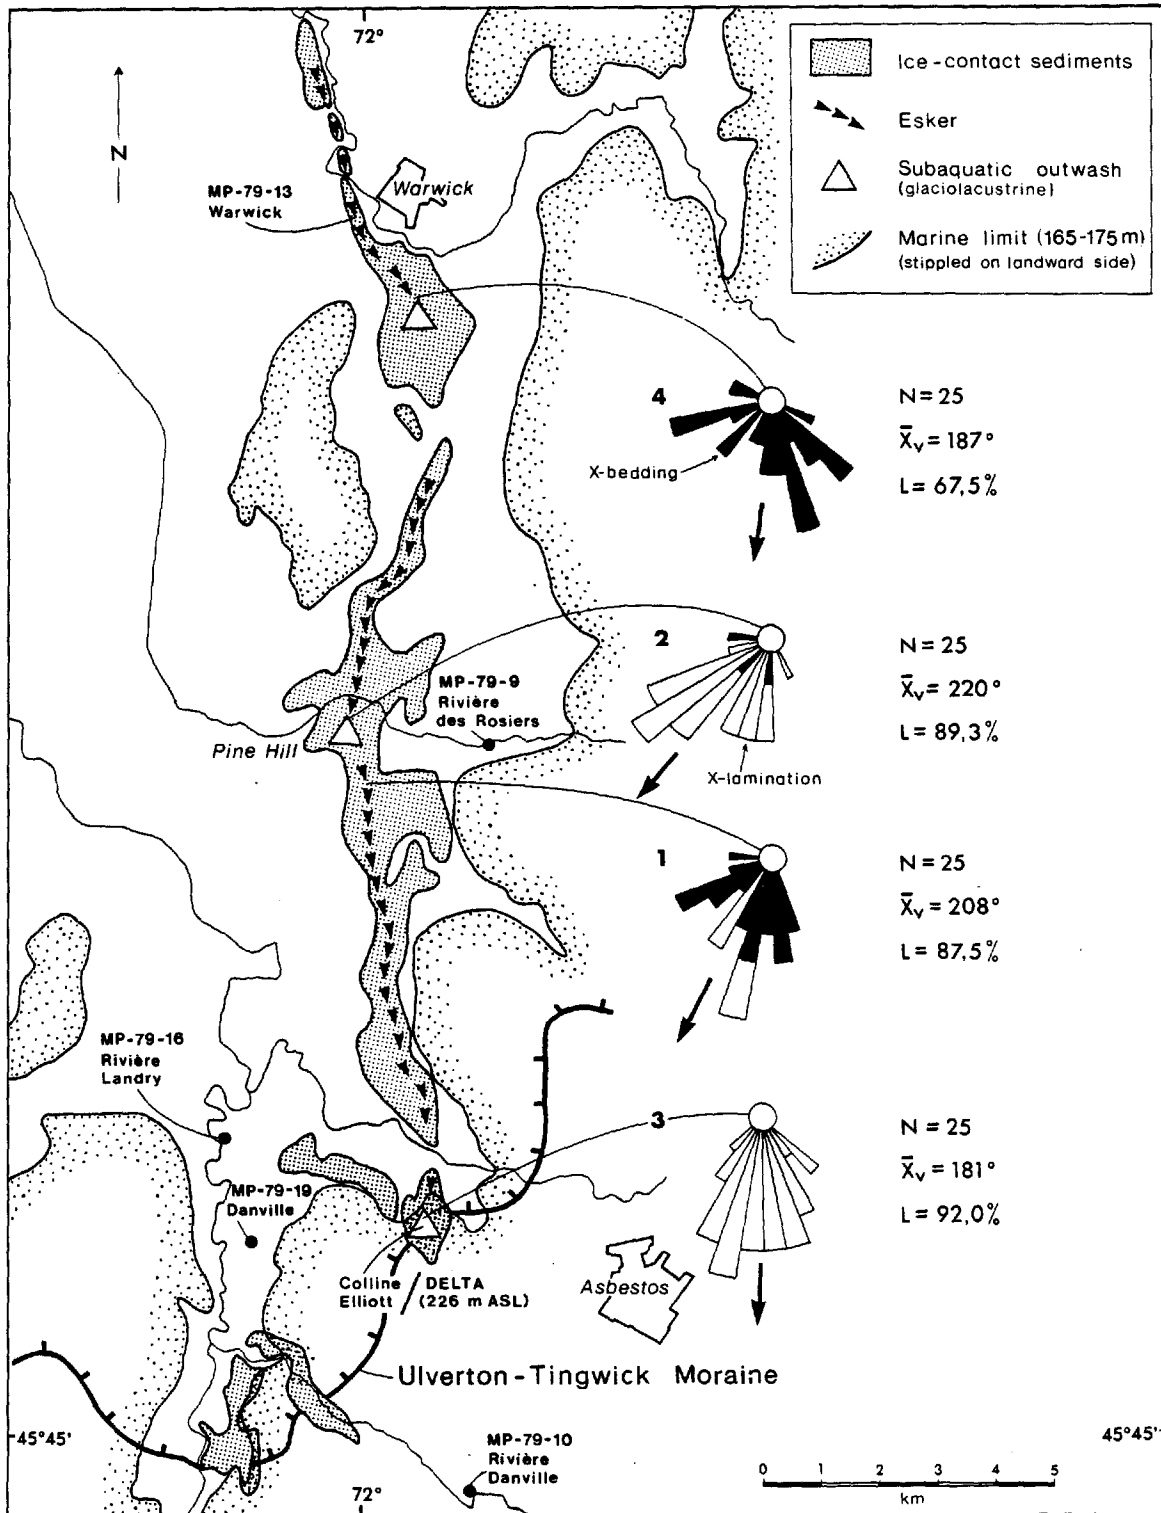 72°
N
Ice-contact sediments
Esker
Subaquatic outwash
(glaciolacustrine)
Marine limit (165-175m)
(stippled on landward side)
MP-79-13
Warwick
Warwick
4
X-bedding
N = 25
X̄v = 187°
L = 67,5%
2
X-lamination
N = 25
X̄v = 220°
L = 89,3%
MP-79-9
Rivière
des Rosiers
Pine Hill
1
N = 25
X̄v = 208°
L = 87,5%
MP-79-16
Rivière
Landry
3
N = 25
X̄v = 181°
L = 92,0%
MP-79-19
Danville
Colline
Elliott
DELTA
(226 m ASL)
Asbestos
Ulverton-Tingwick Moraine
45°45'
45°45'
MP-79-10
Rivière
Danville
72°
0 1 2 3 4 5
km